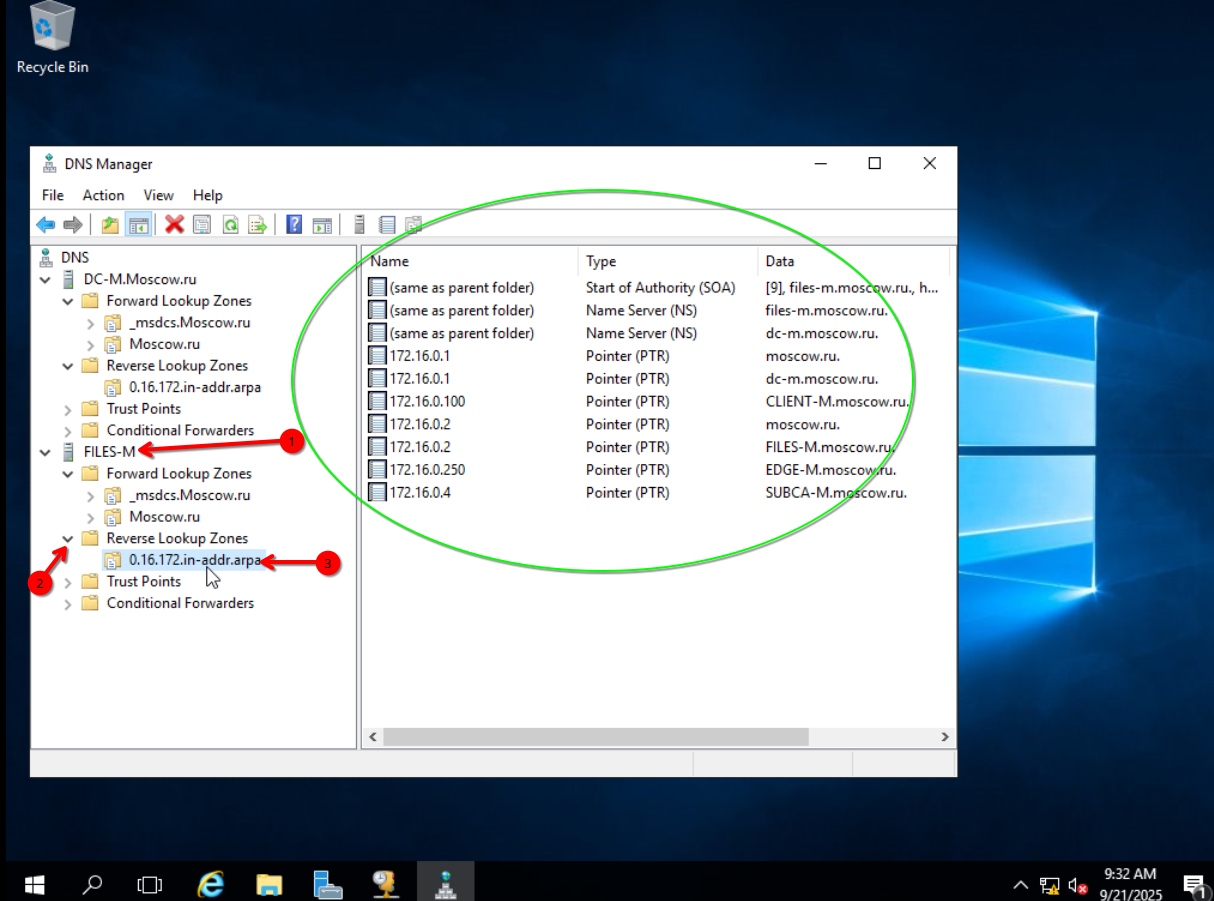 Recycle Bin
DNS Manager
File Action View Help
DNS
DC-M.Moscow.ru
Forward Lookup Zones
_msdcs.Moscow.ru
Moscow.ru
Reverse Lookup Zones
0.16.172.in-addr.arpa
Trust Points
Conditional Forwarders
FILES-M
1
Forward Lookup Zones
_msdcs.Moscow.ru
Moscow.ru
Reverse Lookup Zones
0.16.172.in-addr.arpa
3
2
Trust Points
Conditional Forwarders
Name Type Data
(same as parent folder) Start of Authority (SOA) [9], files-m.moscow.ru., h...
(same as parent folder) Name Server (NS) files-m.moscow.ru.
(same as parent folder) Name Server (NS) dc-m.moscow.ru.
172.16.0.1 Pointer (PTR) moscow.ru.
172.16.0.1 Pointer (PTR) dc-m.moscow.ru.
172.16.0.100 Pointer (PTR) CLIENT-M.moscow.ru.
172.16.0.2 Pointer (PTR) moscow.ru.
172.16.0.2 Pointer (PTR) FILES-M.moscow.ru.
172.16.0.250 Pointer (PTR) EDGE-M.moscow.ru.
172.16.0.4 Pointer (PTR) SUBCA-M.moscow.ru.
9:32 AM
9/21/2025
1